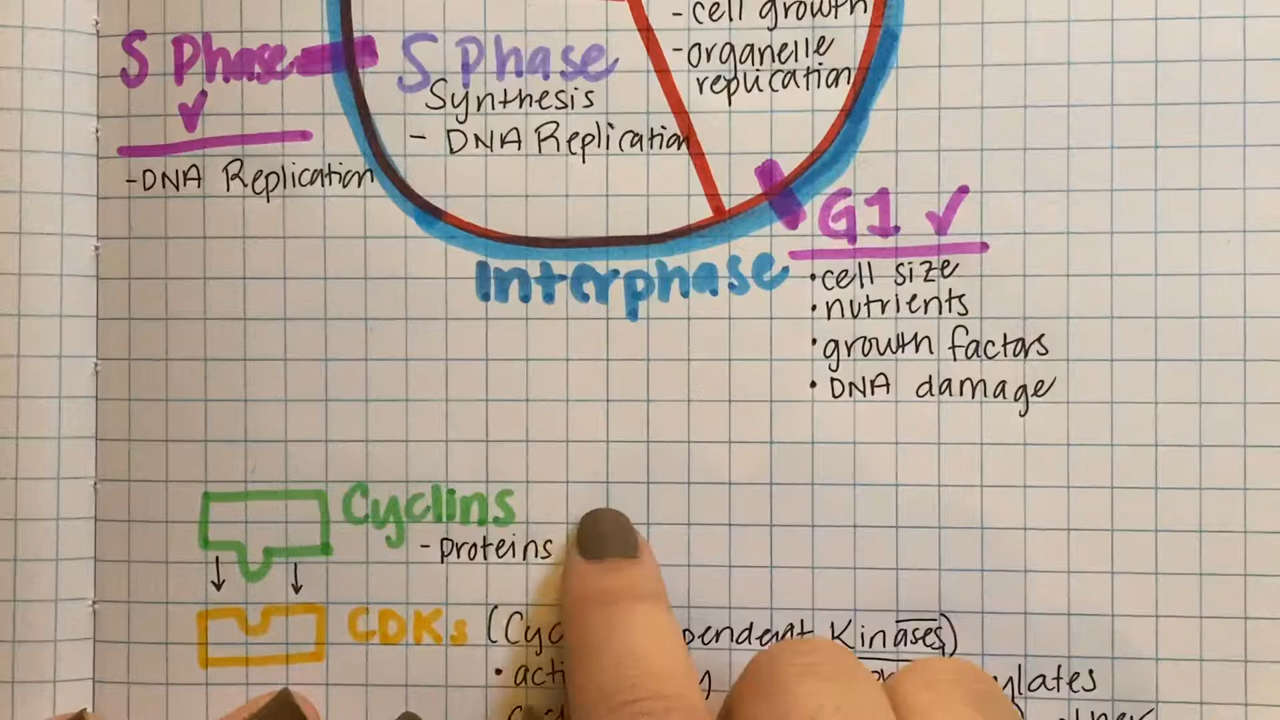 - cell growth
- organelle
replication
S Phase
✓
- DNA Replication
S Phase
Synthesis
- DNA Replication
G1 ✓
• cell size
• nutrients
• growth factors
• DNA damage
Interphase
Cyclins
- proteins
CDKs (Kinases)
other